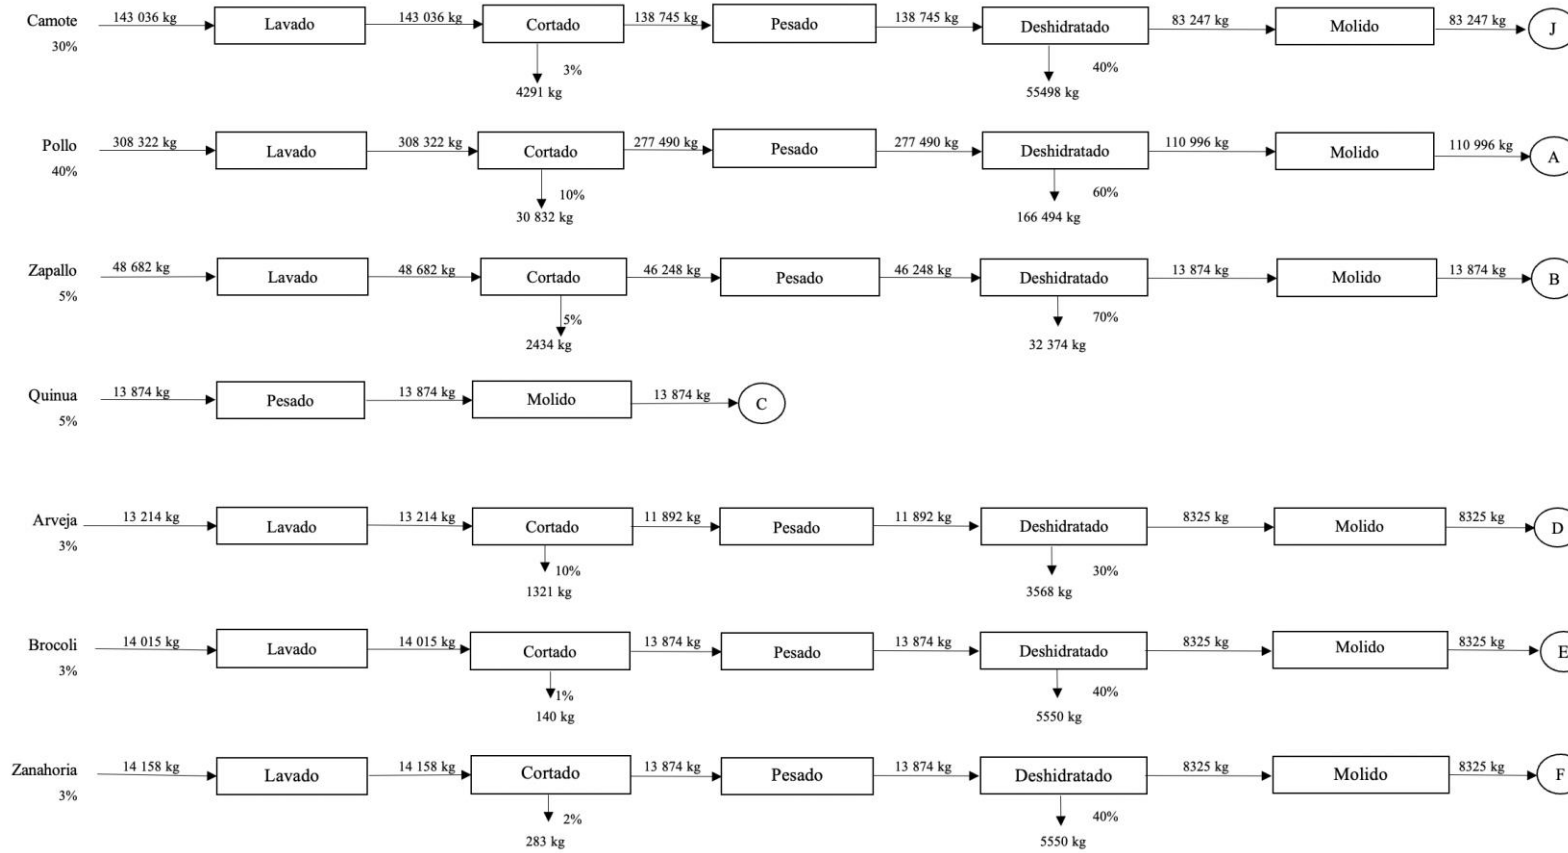 Camote 143 036 kg Lavado 143 036 kg Cortado 138 745 kg Pesado 138 745 kg Deshidratado 83 247 kg Molido 83 247 kg J
30%
3% 40%
4291 kg 55498 kg
Pollo 308 322 kg Lavado 308 322 kg Cortado 277 490 kg Pesado 277 490 kg Deshidratado 110 996 kg Molido 110 996 kg A
40%
10% 60%
30 832 kg 166 494 kg
Zapallo 48 682 kg Lavado 48 682 kg Cortado 46 248 kg Pesado 46 248 kg Deshidratado 13 874 kg Molido 13 874 kg B
5%
5% 70%
2434 kg 32 374 kg
Quinua 13 874 kg Pesado 13 874 kg Molido 13 874 kg C
5%
Arveja 13 214 kg Lavado 13 214 kg Cortado 11 892 kg Pesado 11 892 kg Deshidratado 8325 kg Molido 8325 kg D
3%
10% 30%
1321 kg 3568 kg
Brocoli 14 015 kg Lavado 14 015 kg Cortado 13 874 kg Pesado 13 874 kg Deshidratado 8325 kg Molido 8325 kg E
3%
1% 40%
140 kg 5550 kg
Zanahoria 14 158 kg Lavado 14 158 kg Cortado 13 874 kg Pesado 13 874 kg Deshidratado 8325 kg Molido 8325 kg F
3%
2% 40%
283 kg 5550 kg